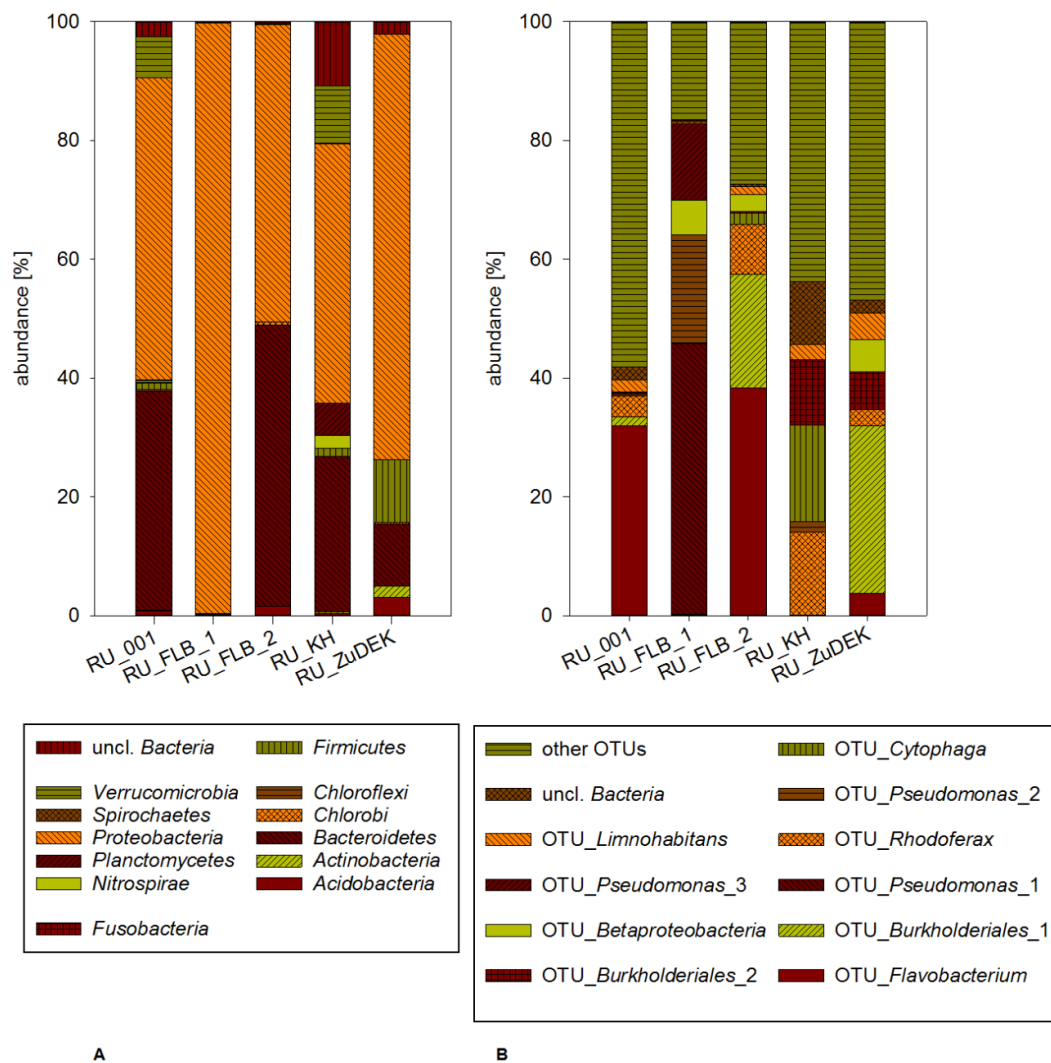 100
80
60
40
20
0
abundance [%]
RU_001
RU_FLB_1
RU_FLB_2
RU_KH
RU_ZuDEK
100
80
60
40
20
0
abundance [%]
RU_001
RU_FLB_1
RU_FLB_2
RU_KH
RU_ZuDEK
uncl. Bacteria
Firmicutes
Verrucomicrobia
Chloroflexi
Spirochaetes
Chlorobi
Proteobacteria
Bacteroidetes
Planctomycetes
Actinobacteria
Nitrospirae
Acidobacteria
Fusobacteria
other OTUs
OTU_Cytophaga
uncl. Bacteria
OTU_Pseudomonas_2
OTU_Limnohabitans
OTU_Rhodoferax
OTU_Pseudomonas_3
OTU_Pseudomonas_1
OTU_Betaproteobacteria
OTU_Burkholderiales_1
OTU_Burkholderiales_2
OTU_Flavobacterium
A
B